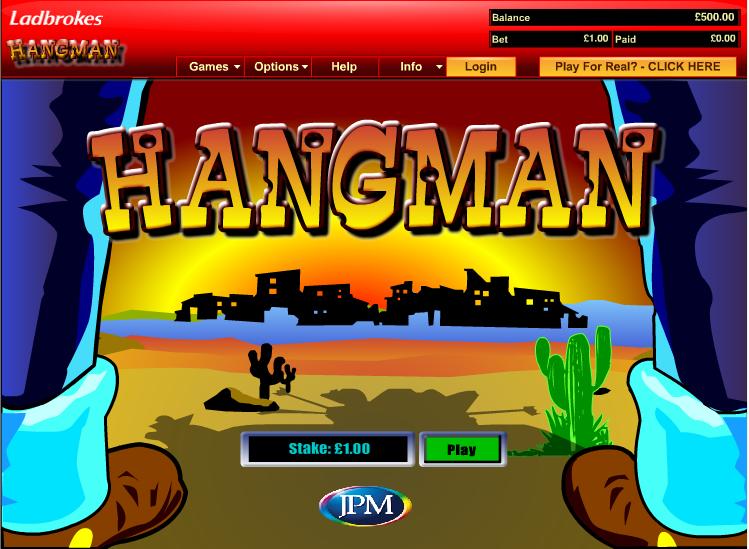 Ladbrokes
HANGMAN
Balance £500.00
Bet £1.00 Paid £0.00
Games Options Help Info Login Play For Real? - CLICK HERE
HANGMAN
Stake: £1.00 Play
JPM